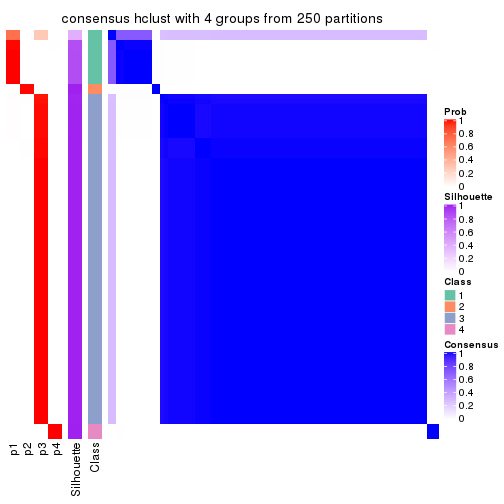 consensus hclust with 4 groups from 250 partitions
Prob
1
0.8
0.6
0.4
0.2
0
Silhouette
1
0.8
0.6
0.4
0.2
0
Class
1
2
3
4
Consensus
1
0.8
0.6
0.4
0.2
0
p1
p2
p3
p4
Silhouette
Class